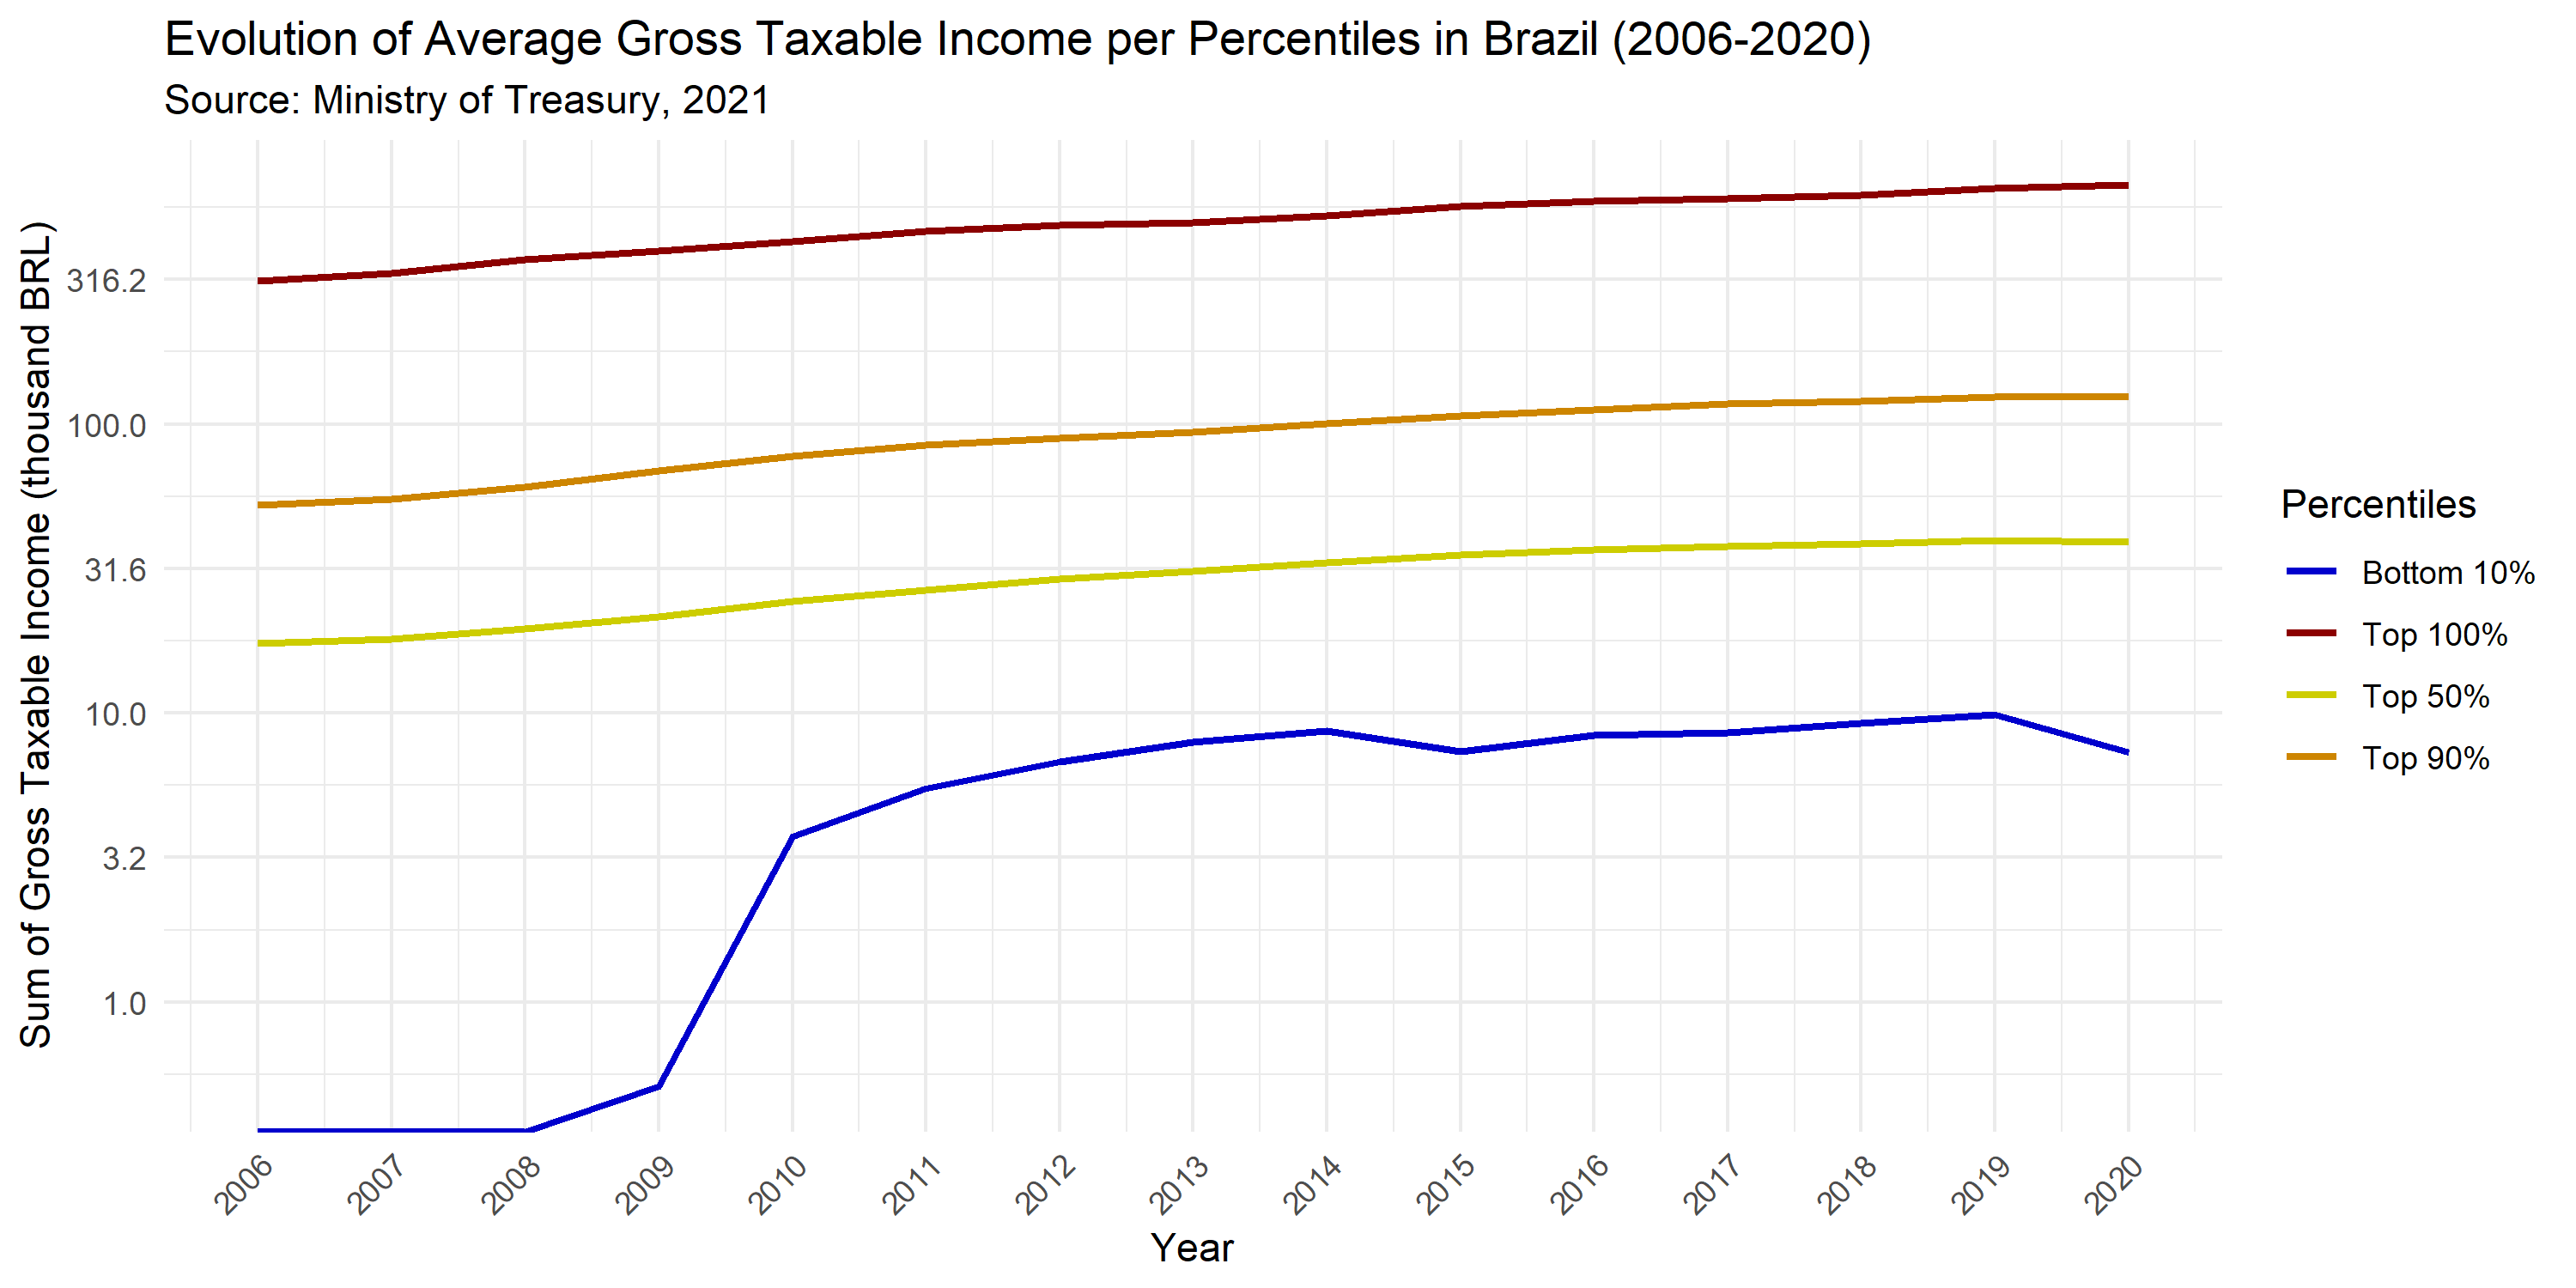 Evolution of Average Gross Taxable Income per Percentiles in Brazil (2006-2020)
Source: Ministry of Treasury, 2021
Sum of Gross Taxable Income (thousand BRL)
316.2
100.0
31.6
10.0
3.2
1.0
2006 2007 2008 2009 2010 2011 2012 2013 2014 2015 2016 2017 2018 2019 2020
Year
Percentiles
Bottom 10%
Top 100%
Top 50%
Top 90%